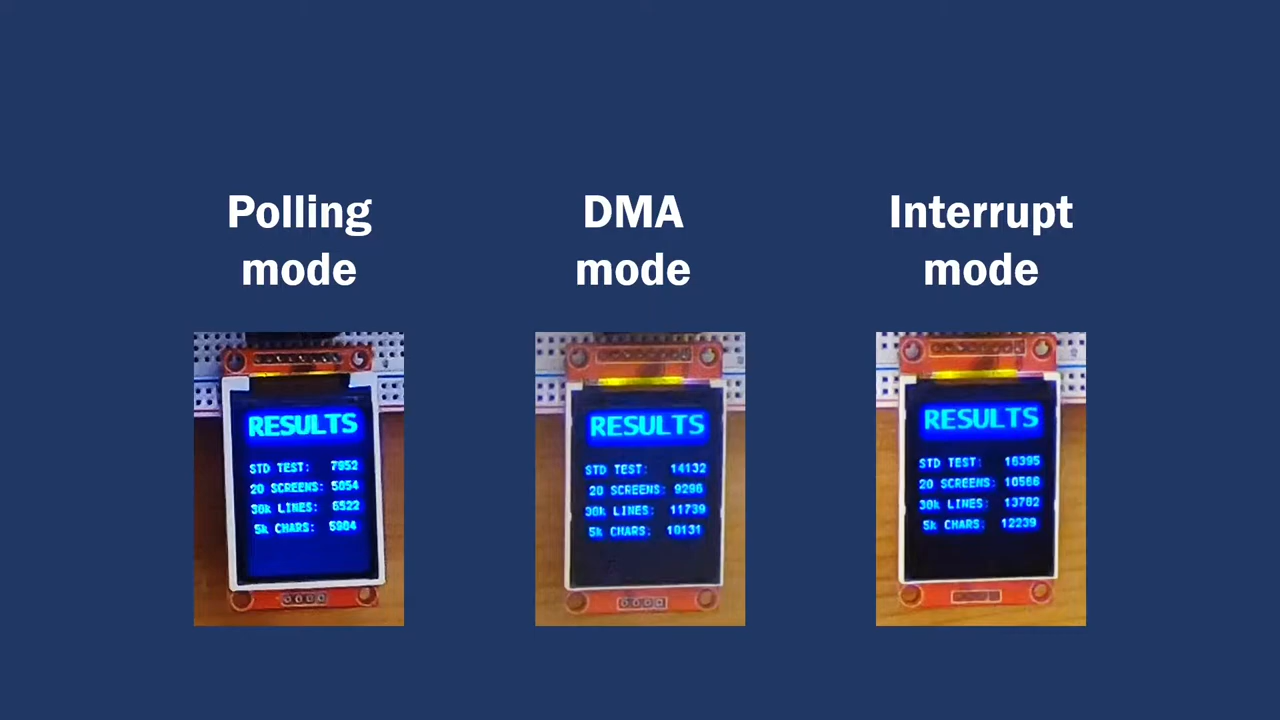 Polling
mode
DMA
mode
Interrupt
mode
RESULTS
STD TEST: 7652
20 SCREENS: 5054
30k LINES: 6522
5k CHARS: 5904
RESULTS
STD TEST: 14132
20 SCREENS: 9296
30k LINES: 11739
5k CHARS: 10131
RESULTS
STD TEST: 16395
20 SCREENS: 10566
30k LINES: 13782
5k CHARS: 12239